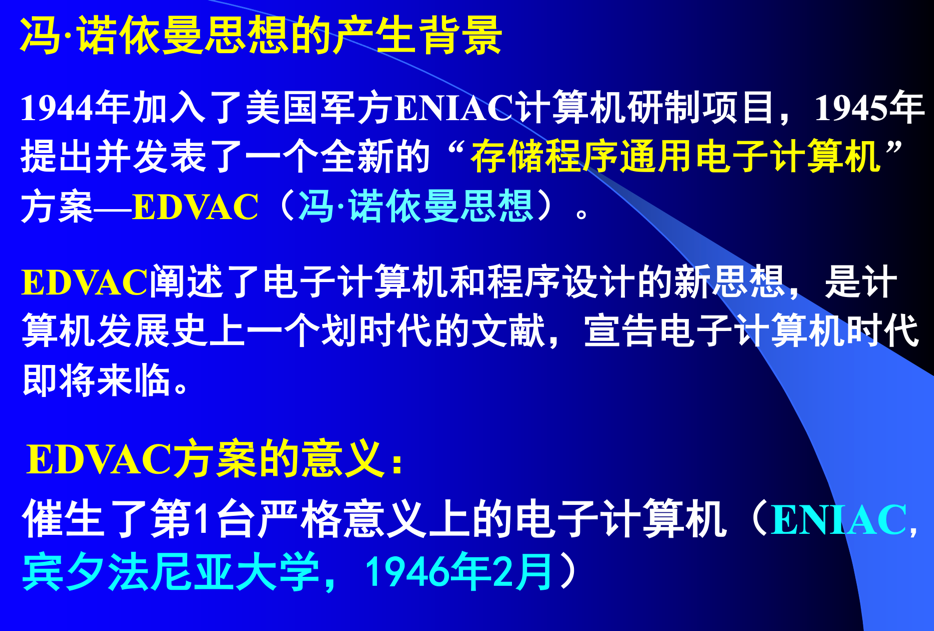 冯·诺依曼思想的产生背景
1944年加入了美国军方ENIAC计算机研制项目，1945年
提出并发表了一个全新的“存储程序通用电子计算机”
方案—EDVAC（冯·诺依曼思想）。
EDVAC阐述了电子计算机和程序设计的新思想，是计
算机发展史上一个划时代的文献，宣告电子计算机时代
即将来临。
EDVAC方案的意义：
催生了第1台严格意义上的电子计算机（ENIAC,
宾夕法尼亚大学，1946年2月）